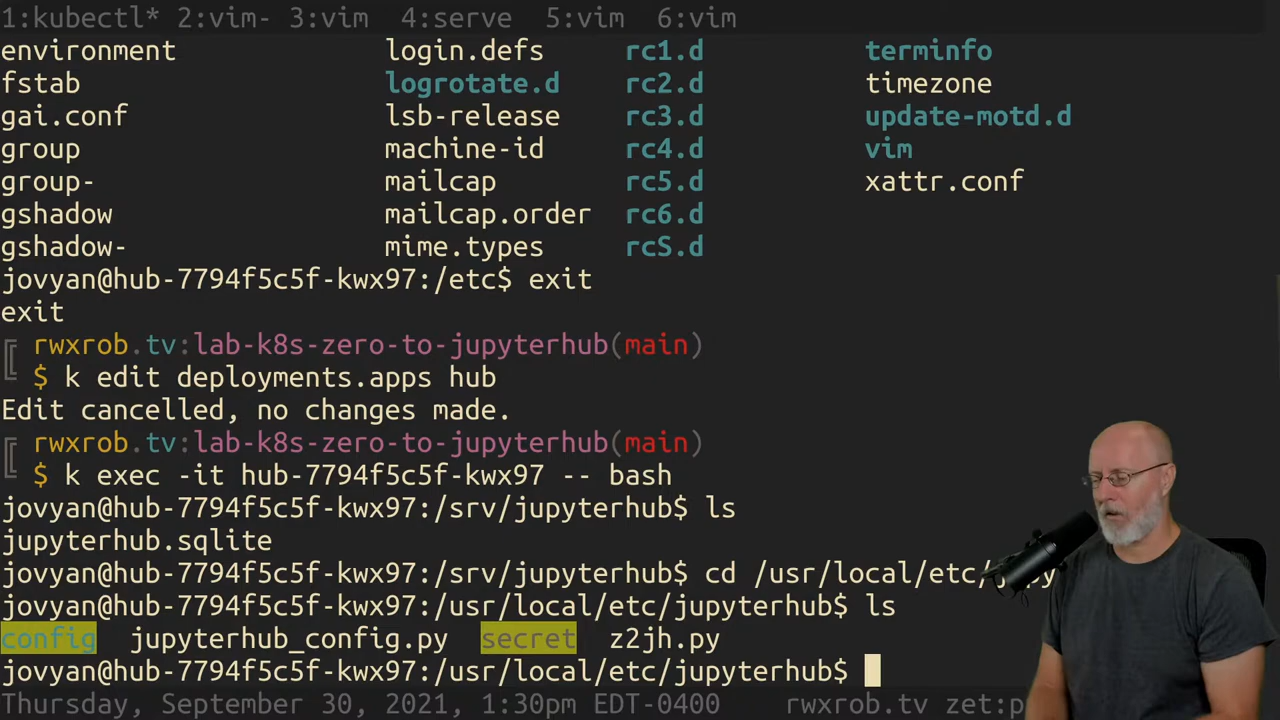 1:kubectl* 2:vim- 3:vim 4:serve 5:vim 6:vim
environment login.defs rc1.d terminfo
fstab logrotate.d rc2.d timezone
gai.conf lsb-release rc3.d update-motd.d
group machine-id rc4.d vim
group- mailcap rc5.d xattr.conf
gshadow mailcap.order rc6.d
gshadow- mime.types rcS.d
jovyan@hub-7794f5c5f-kwx97:/etc$ exit
exit
rwxrob.tv:lab-k8s-zero-to-jupyterhub(main)
$ k edit deployments.apps hub
Edit cancelled, no changes made.
rwxrob.tv:lab-k8s-zero-to-jupyterhub(main)
$ k exec -it hub-7794f5c5f-kwx97 -- bash
jovyan@hub-7794f5c5f-kwx97:/srv/jupyterhub$ ls
jupyterhub.sqlite
jovyan@hub-7794f5c5f-kwx97:/srv/jupyterhub$ cd /usr/local/etc/jupy
jovyan@hub-7794f5c5f-kwx97:/usr/local/etc/jupyterhub$ ls
config jupyterhub_config.py secret z2jh.py
jovyan@hub-7794f5c5f-kwx97:/usr/local/etc/jupyterhub$
Thursday, September 30, 2021, 1:30pm EDT-0400 rwxrob.tv zet:p